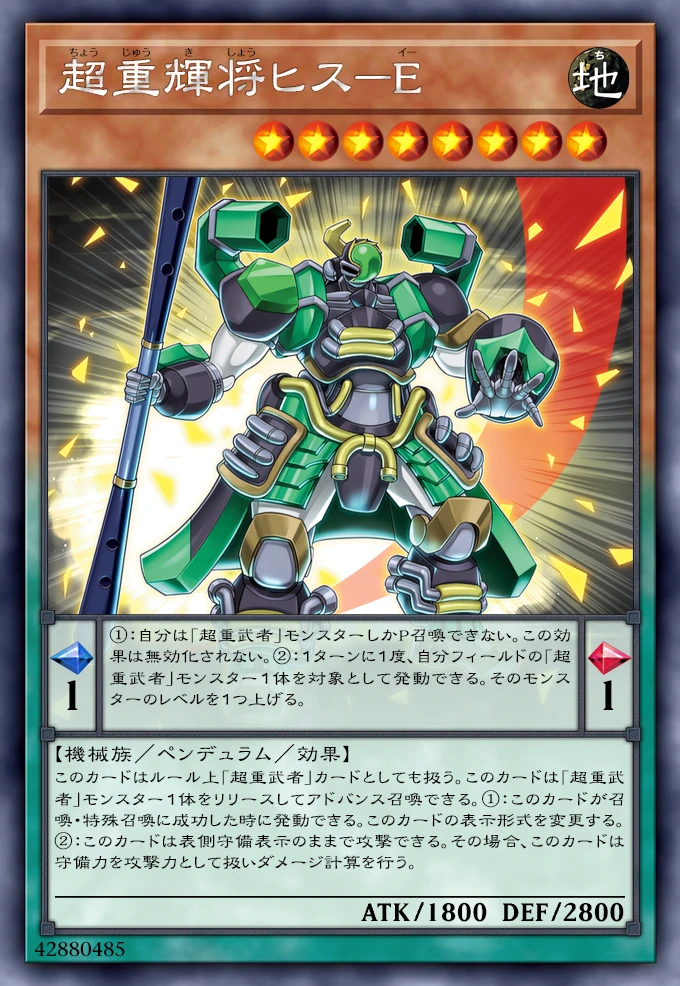 ちょう じゅう き しょう イー
超重輝将ヒス－E
ち
地
①:自分は「超重武者」モンスターしかP召喚できない。この効
果は無効化されない。②:1ターンに1度、自分フィールドの「超
重武者」モンスター1体を対象として発動できる。そのモンス
ターのレベルを1つ上げる。
1
1
【機械族／ペンデュラム／効果】
このカードはルール上「超重武者」カードとしても扱う。このカードは「超重武
者」モンスター1体をリリースしてアドバンス召喚できる。①:このカードが召
喚・特殊召喚に成功した時に発動できる。このカードの表示形式を変更する。
②:このカードは表側守備表示のままで攻撃できる。その場合、このカードは
守備力を攻撃力として扱いダメージ計算を行う。
ATK/1800 DEF/2800
42880485